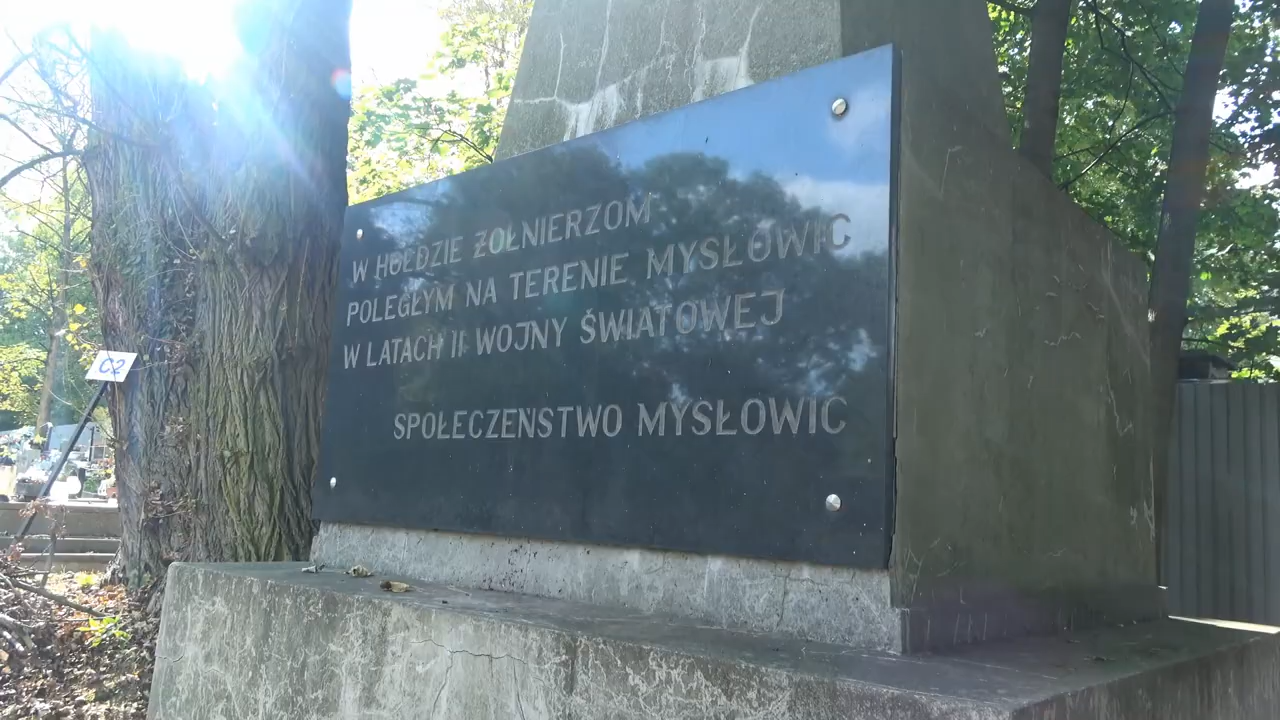 C2
W HOŁDZIE ŻOŁNIERZOM
POLEGŁYM NA TERENIE MYSŁOWIC
W LATACH II WOJNY ŚWIATOWEJ
SPOŁECZEŃSTWO MYSŁOWIC